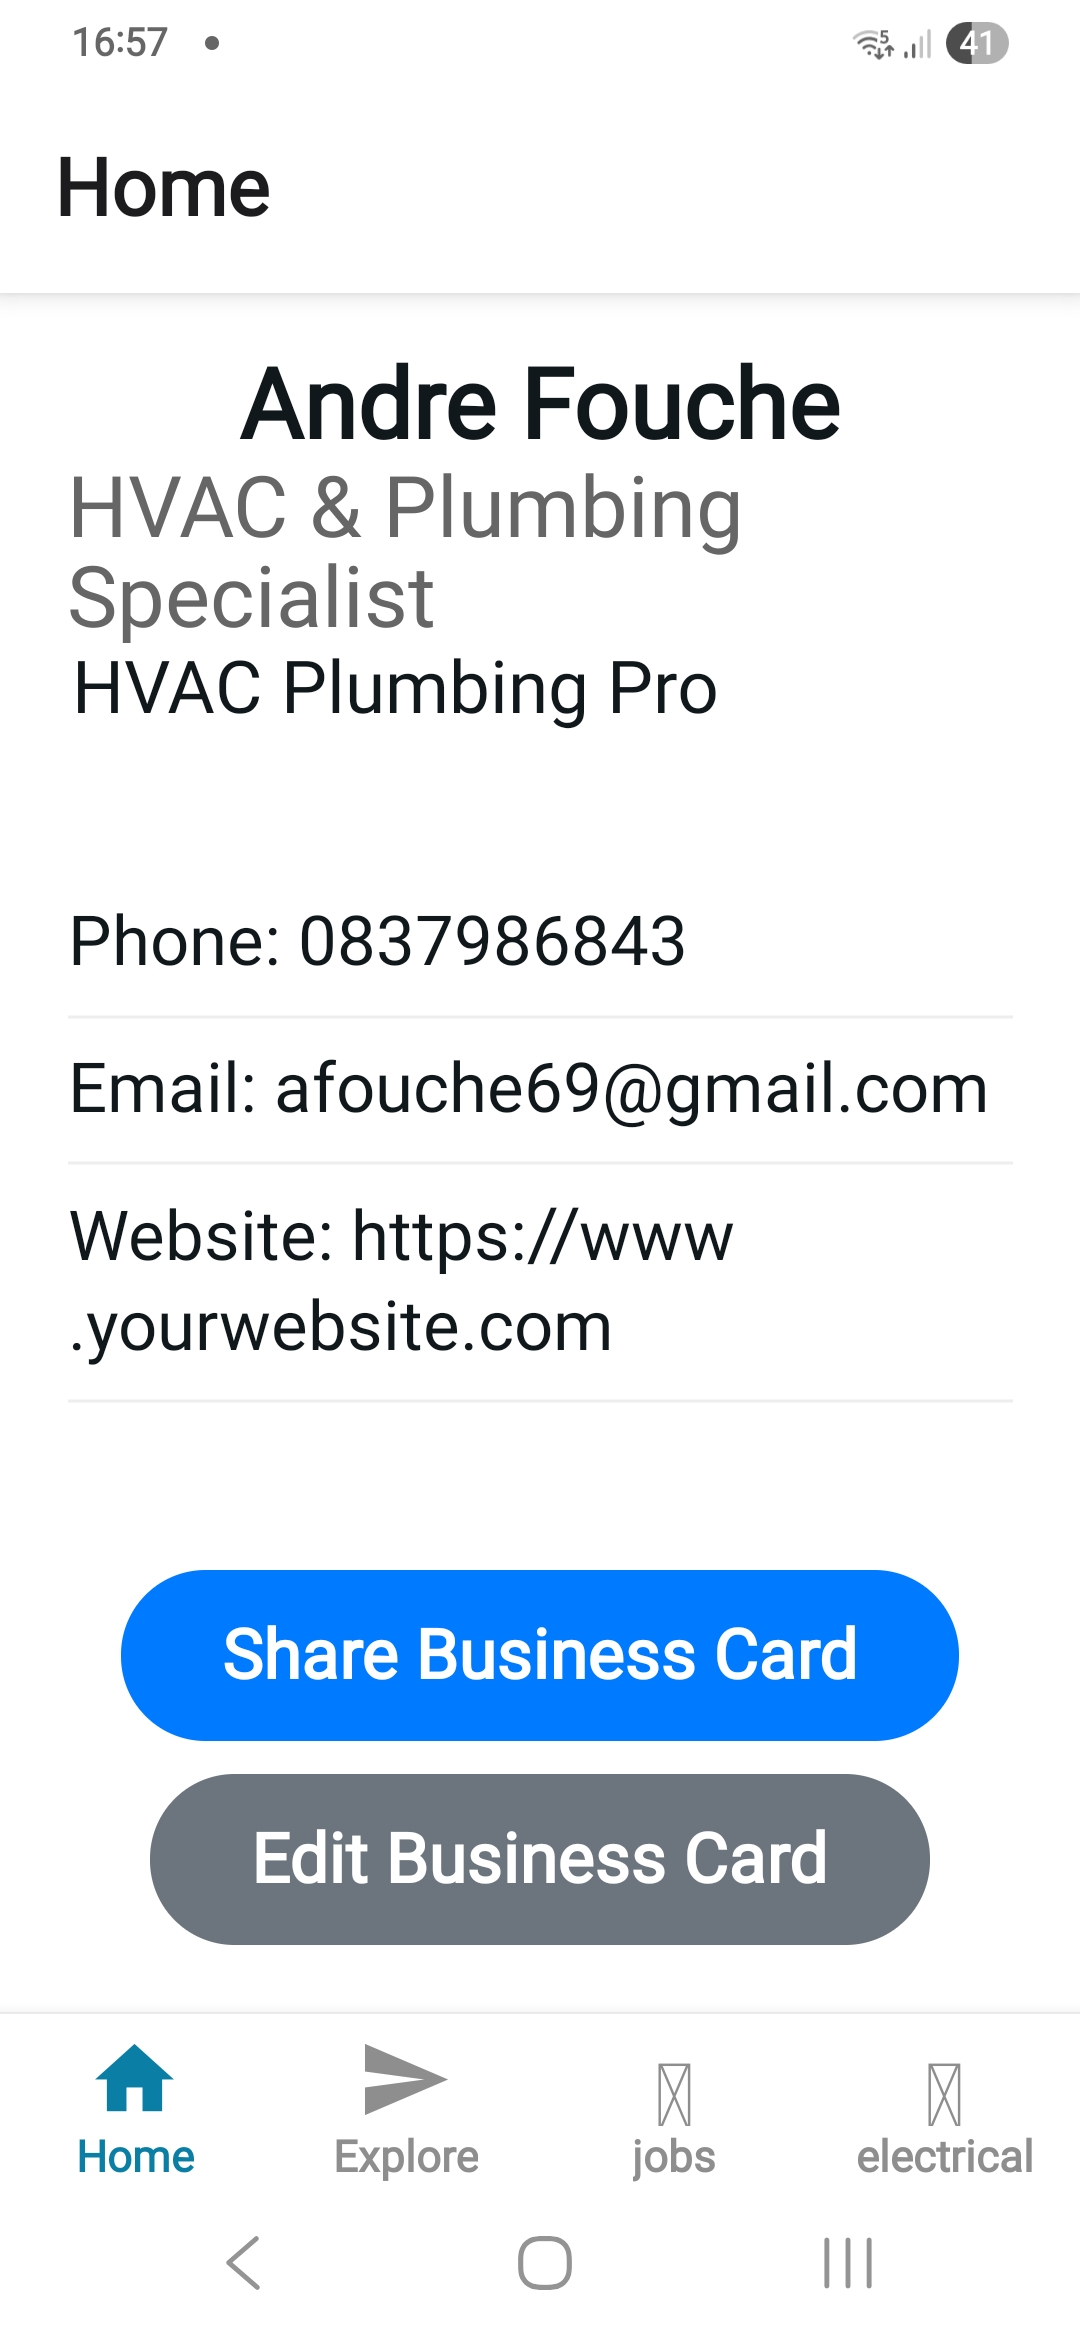 16:57
5
41
Home
Andre Fouche
HVAC & Plumbing
Specialist
HVAC Plumbing Pro
Phone: 0837986843
Email: afouche69@gmail.com
Website: https://www
.yourwebsite.com
Share Business Card
Edit Business Card
Home
Explore
jobs
electrical